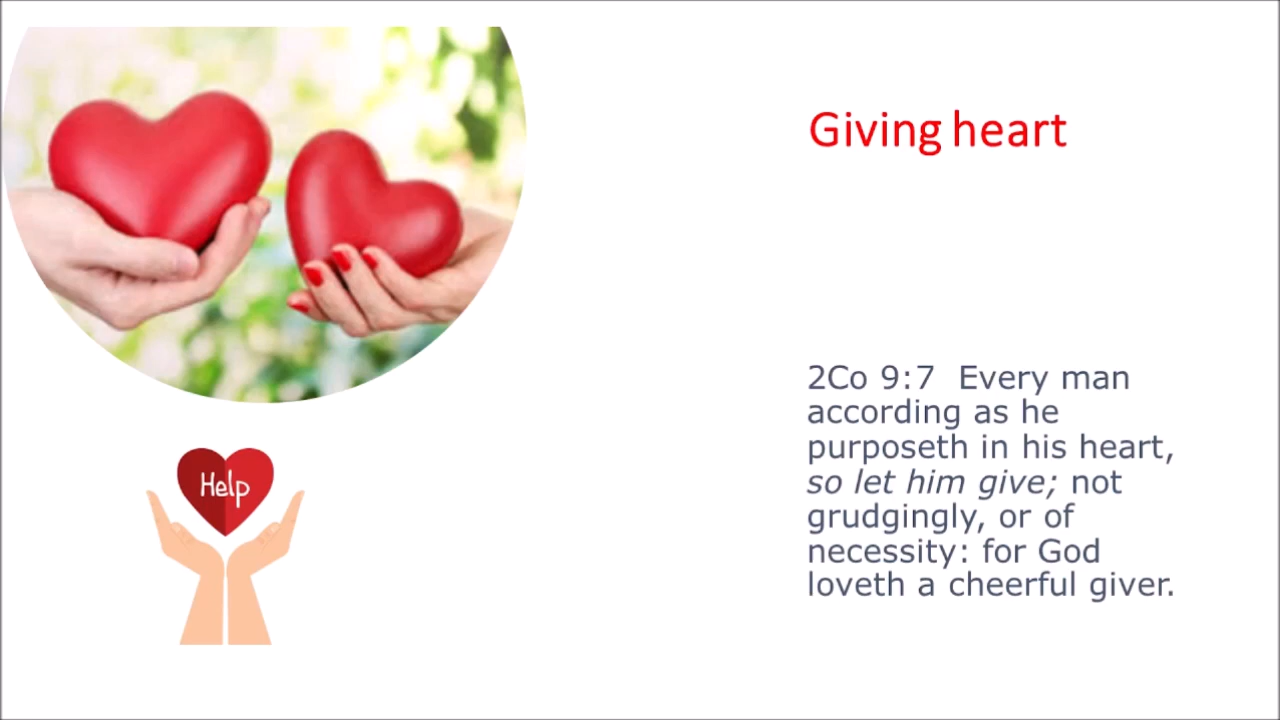 Giving heart
2Co 9:7  Every man
according as he
purposeth in his heart,
so let him give; not
grudgingly, or of
necessity: for God
loveth a cheerful giver.
Help